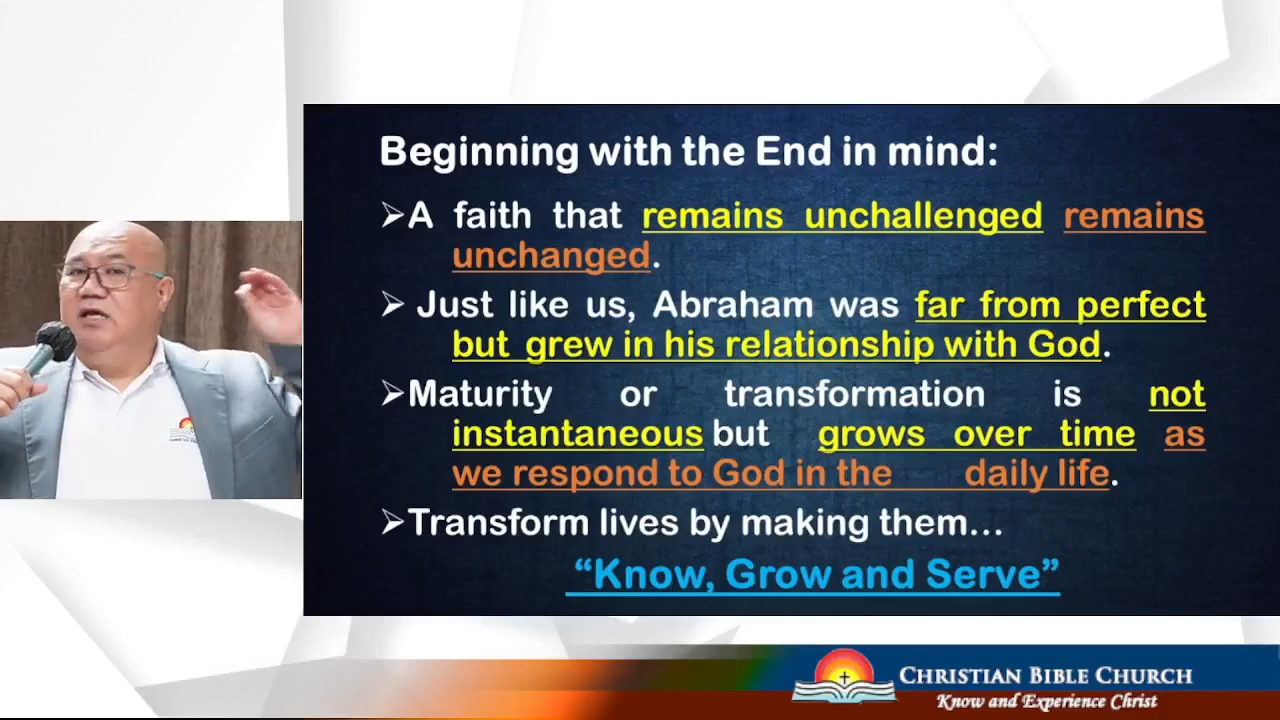 Beginning with the End in mind:
➢A faith that remains unchallenged remains
unchanged.
➢ Just like us, Abraham was far from perfect
but grew in his relationship with God.
➢Maturity or transformation is not
instantaneous but grows over time as
we respond to God in the daily life.
➢Transform lives by making them...
"Know, Grow and Serve"
CHRISTIAN BIBLE CHURCH
Know and Experience Christ